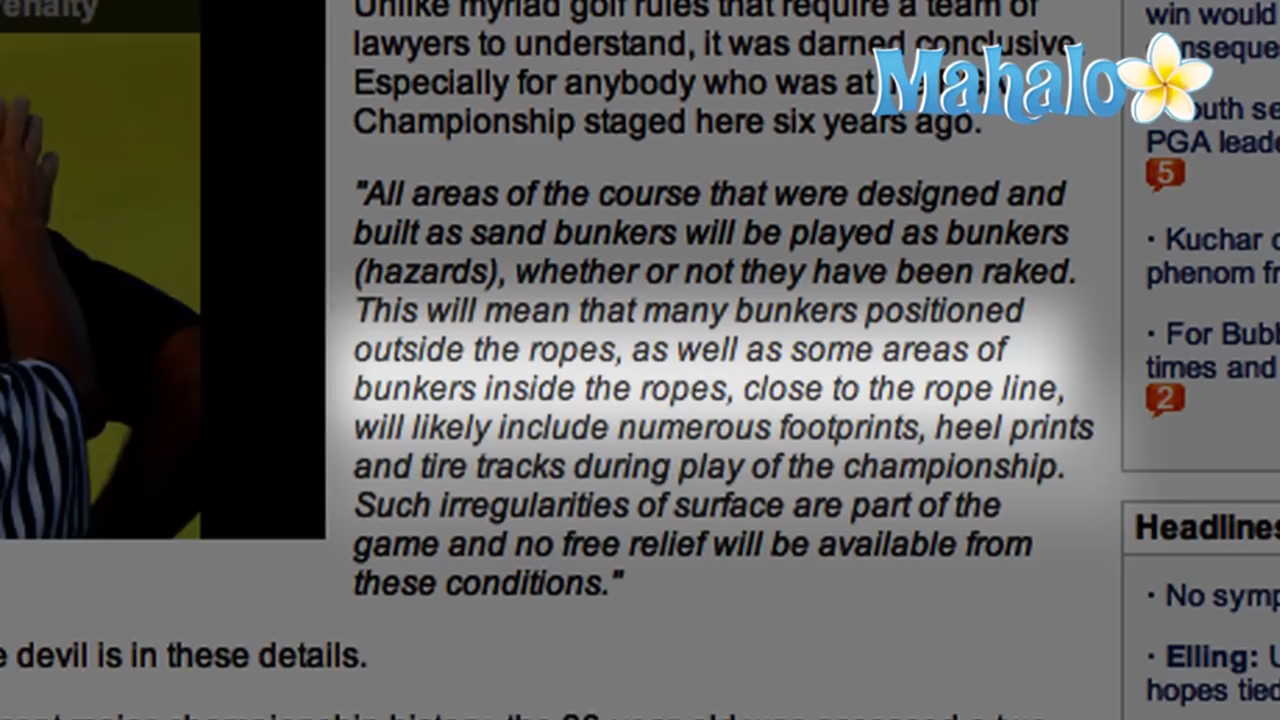 enalty
Unlike myriad golf rules that require a team of
lawyers to understand, it was darned conclusive
Especially for anybody who was at
Championship staged here six years ago.
"All areas of the course that were designed and
built as sand bunkers will be played as bunkers
(hazards), whether or not they have been raked.
This will mean that many bunkers positioned
outside the ropes, as well as some areas of
bunkers inside the ropes, close to the rope line,
will likely include numerous footprints, heel prints
and tire tracks during play of the championship.
Such irregularities of surface are part of the
game and no free relief will be available from
these conditions."
e devil is in these details.
Mahalo
win would
nseque
outh se
PGA leade
5
· Kuchar
phenom fr
· For Bub
times and
2
Headlines
· No symp
· Elling:
hopes tied